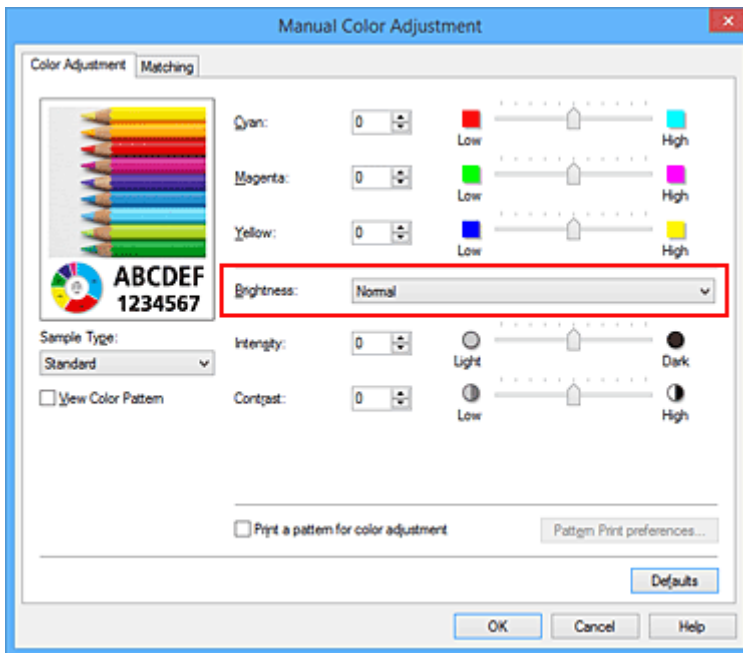 Manual Color Adjustment
Color Adjustment Matching
Cyan: 0 Low High
Magenta: 0 Low High
Yellow: 0 Low High
ABCDEF
1234567
Brightness: Normal
Sample Type:
Standard
View Color Pattern
Intensity: 0 Light Dark
Contrast: 0 Low High
Print a pattern for color adjustment Pattern Print preferences...
Defaults
OK Cancel Help